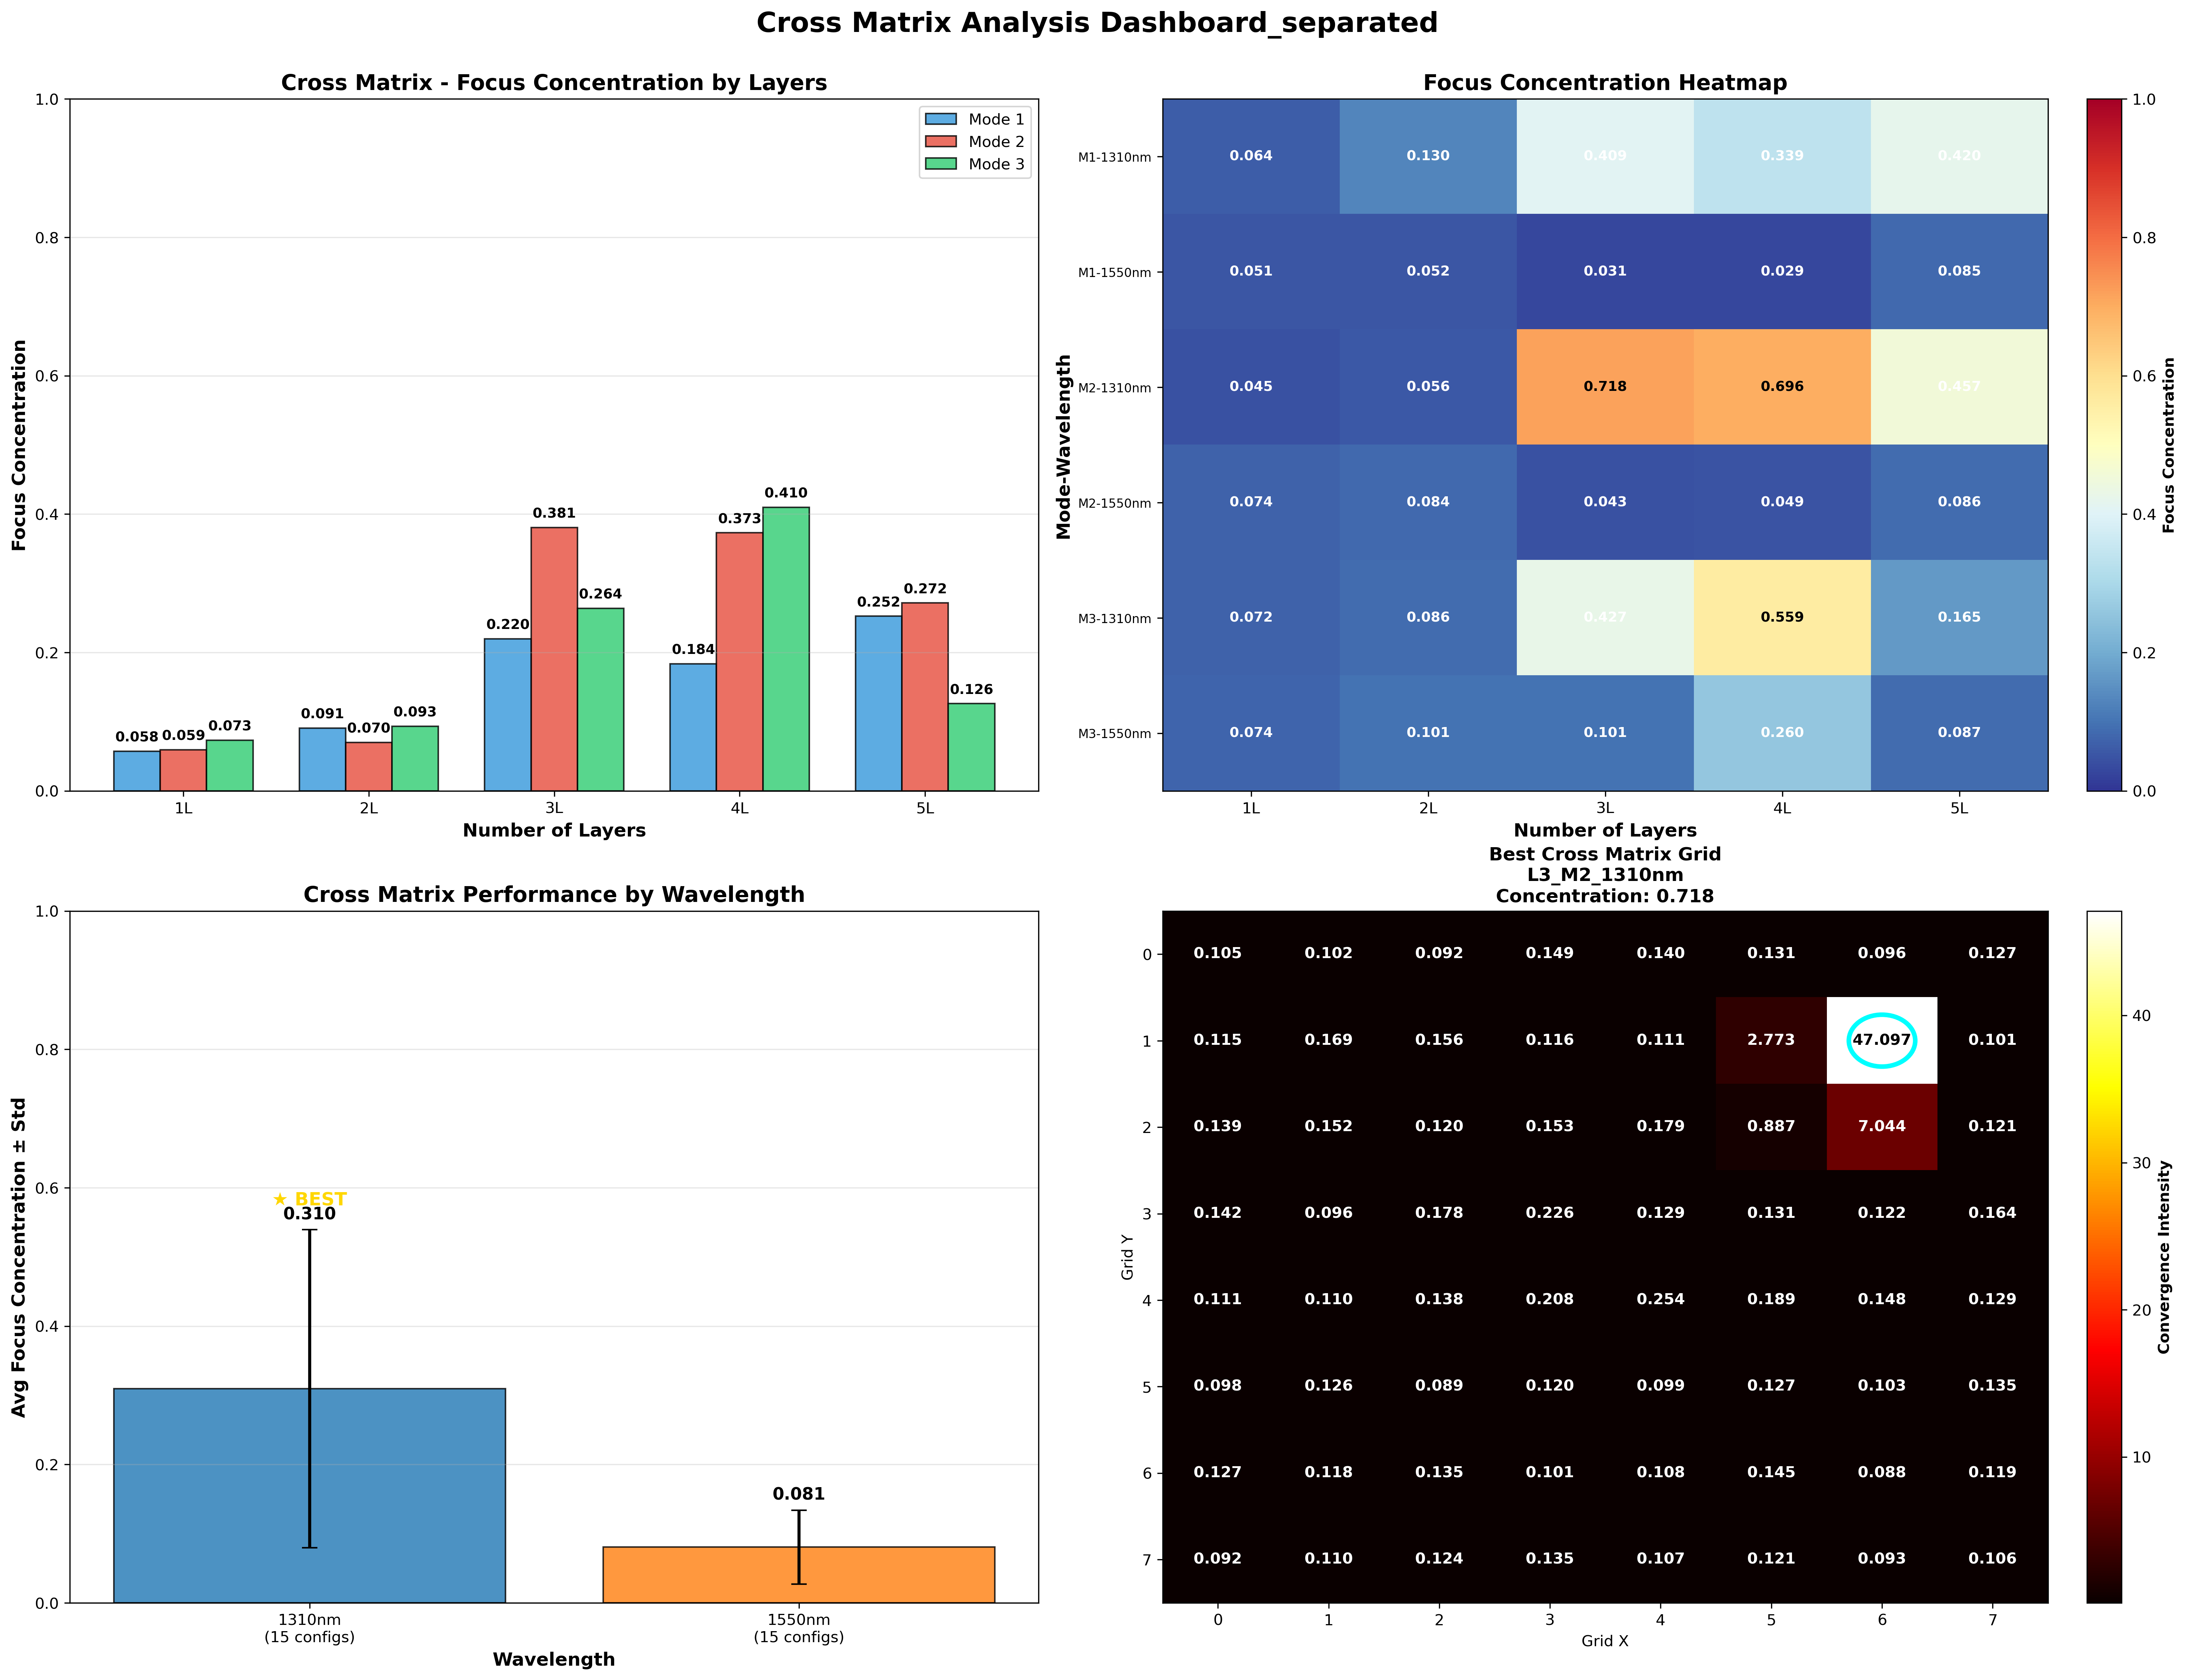 Cross Matrix Analysis Dashboard_separated
Cross Matrix - Focus Concentration by Layers
Focus Concentration
1.0
0.8
0.6
0.4
0.2
0.0
Mode 1
Mode 2
Mode 3
0.058 0.059 0.073
0.091 0.070 0.093
0.220 0.381 0.264
0.184 0.373 0.410
0.252 0.272 0.126
1L 2L 3L 4L 5L
Number of Layers
Focus Concentration Heatmap
Mode-Wavelength
M1-1310nm 0.064 0.130 0.409 0.339 0.420
M1-1550nm 0.051 0.052 0.031 0.029 0.085
M2-1310nm 0.045 0.056 0.718 0.696 0.457
M2-1550nm 0.074 0.084 0.043 0.049 0.086
M3-1310nm 0.072 0.086 0.427 0.559 0.165
M3-1550nm 0.074 0.101 0.101 0.260 0.087
1L 2L 3L 4L 5L
Number of Layers
1.0
0.8
0.6
0.4
0.2
0.0
Focus Concentration
Cross Matrix Performance by Wavelength
Avg Focus Concentration ± Std
1.0
0.8
0.6
0.4
0.2
0.0
★ BEST
0.310
0.081
1310nm
(15 configs)
1550nm
(15 configs)
Wavelength
Best Cross Matrix Grid
L3_M2_1310nm
Concentration: 0.718
Grid Y
0 0.105 0.102 0.092 0.149 0.140 0.131 0.096 0.127
1 0.115 0.169 0.156 0.116 0.111 2.773 47.097 0.101
2 0.139 0.152 0.120 0.153 0.179 0.887 7.044 0.121
3 0.142 0.096 0.178 0.226 0.129 0.131 0.122 0.164
4 0.111 0.110 0.138 0.208 0.254 0.189 0.148 0.129
5 0.098 0.126 0.089 0.120 0.099 0.127 0.103 0.135
6 0.127 0.118 0.135 0.101 0.108 0.145 0.088 0.119
7 0.092 0.110 0.124 0.135 0.107 0.121 0.093 0.106
0 1 2 3 4 5 6 7
Grid X
40
30
20
10
Convergence Intensity